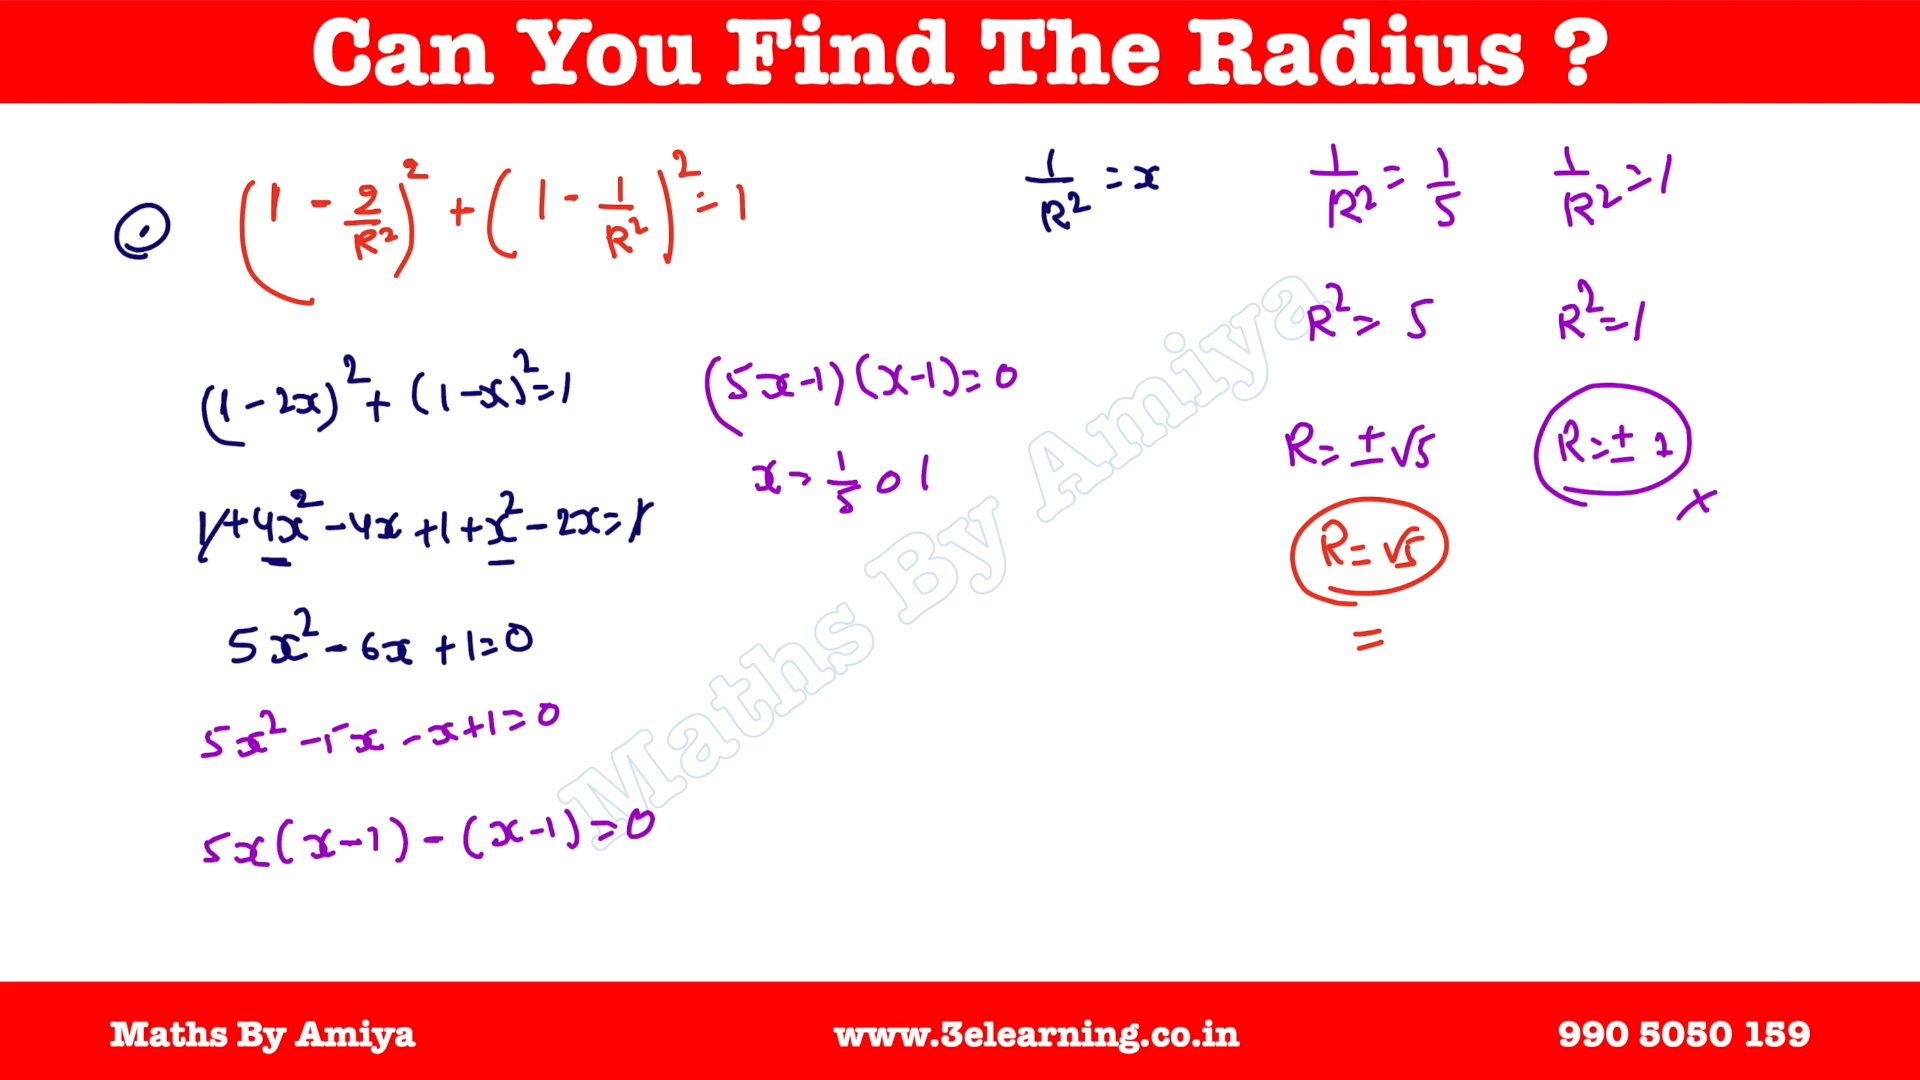 Can You Find The Radius ?
(1 - 2/R²)² + (1 - 1/R²)² = 1
(1 - 2x)² + (1 - x)² = 1
1 + 4x² - 4x + 1 + x² - 2x = 1
5x² - 6x + 1 = 0
5x² - 5x - x + 1 = 0
5x(x - 1) - (x - 1) = 0
(5x - 1)(x - 1) = 0
x = 1/5 o 1
1/R² = x
1/R² = 1/5
R² = 5
R = ± √5
R = √5
=
1/R² = 1
R² = 1
R = ± 1
×
Maths By Amiya
Maths By Amiya
www.3elearning.co.in
990 5050 159